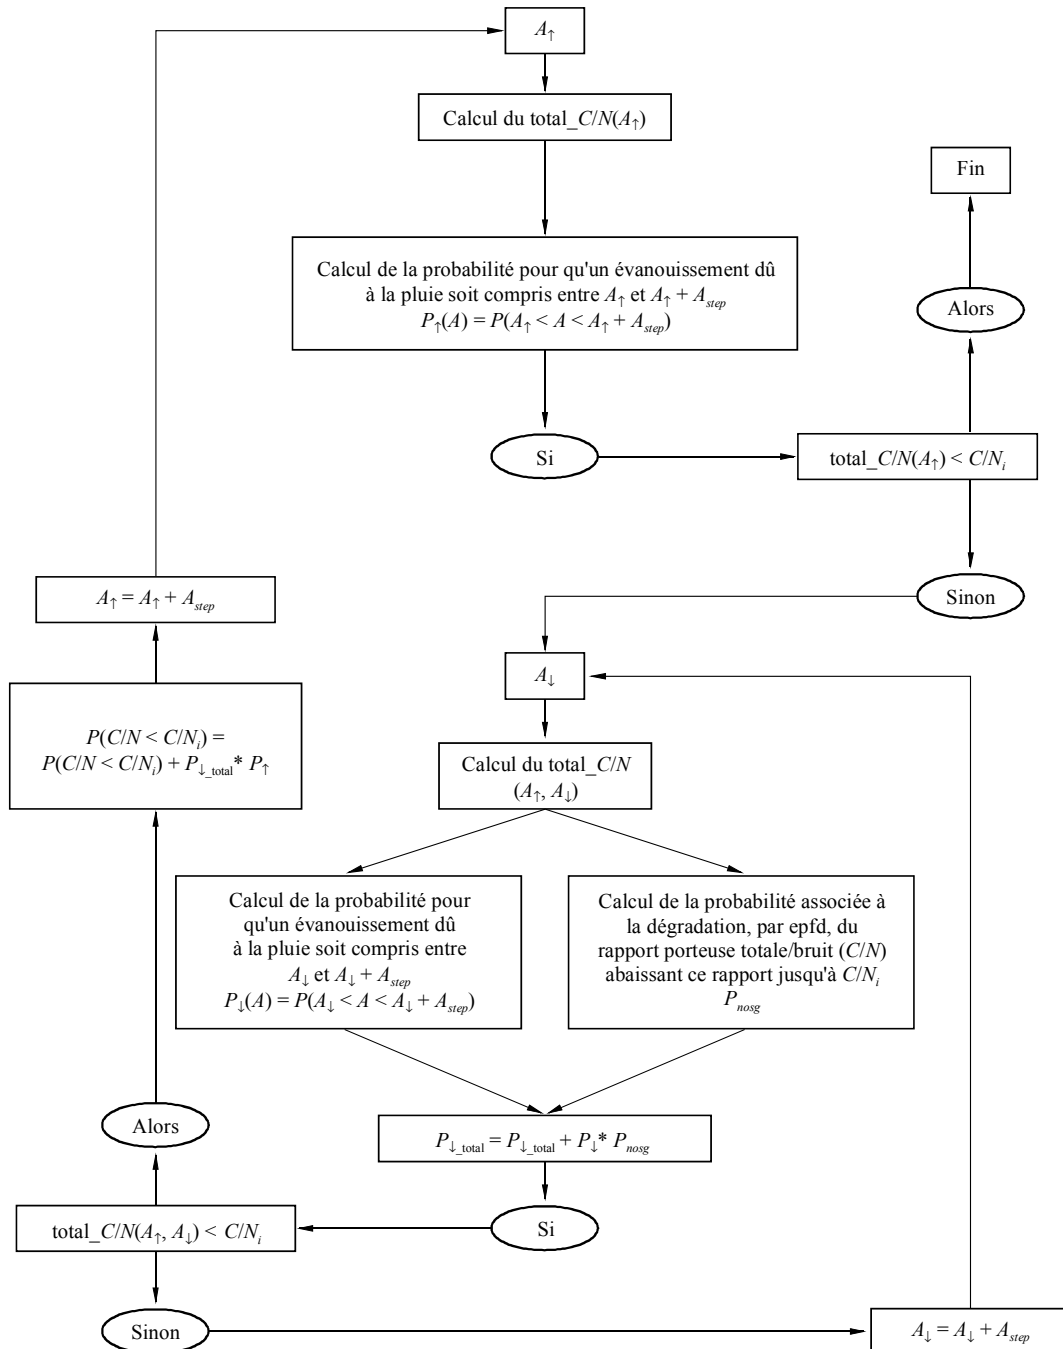 A↑
Calcul du total_C/N(A↑)
Fin
Calcul de la probabilité pour qu'un évanouissement dû
à la pluie soit compris entre A↑ et A↑ + Astep
P↑(A) = P(A↑ < A < A↑ + Astep)
Alors
Si
total_C/N(A↑) < C/Ni
Sinon
A↑ = A↑ + Astep
A↓
P(C/N < C/Ni) =
P(C/N < C/Ni) + P↓_total* P↑
Calcul du total_C/N
(A↑, A↓)
Calcul de la probabilité pour
qu'un évanouissement dû
à la pluie soit compris entre
A↓ et A↓ + Astep
P↓(A) = P(A↓ < A < A↓ + Astep)
Calcul de la probabilité associée à
la dégradation, par epfd, du
rapport porteuse totale/bruit (C/N)
abaissant ce rapport jusqu'à C/Ni
Pnosg
Alors
P↓_total = P↓_total + P↓* Pnosg
total_C/N(A↑, A↓) < C/Ni
Si
Sinon
A↓ = A↓ + Astep